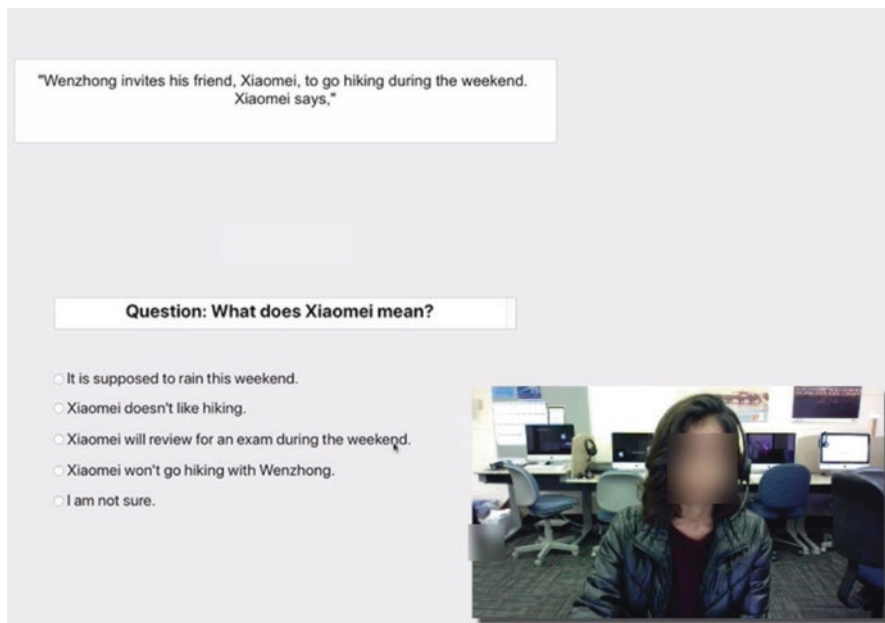 "Wenzhong invites his friend, Xiaomei, to go hiking during the weekend.
Xiaomei says,"
Question: What does Xiaomei mean?
It is supposed to rain this weekend.
Xiaomei doesn't like hiking.
Xiaomei will review for an exam during the weekend.
Xiaomei won't go hiking with Wenzhong.
I am not sure.